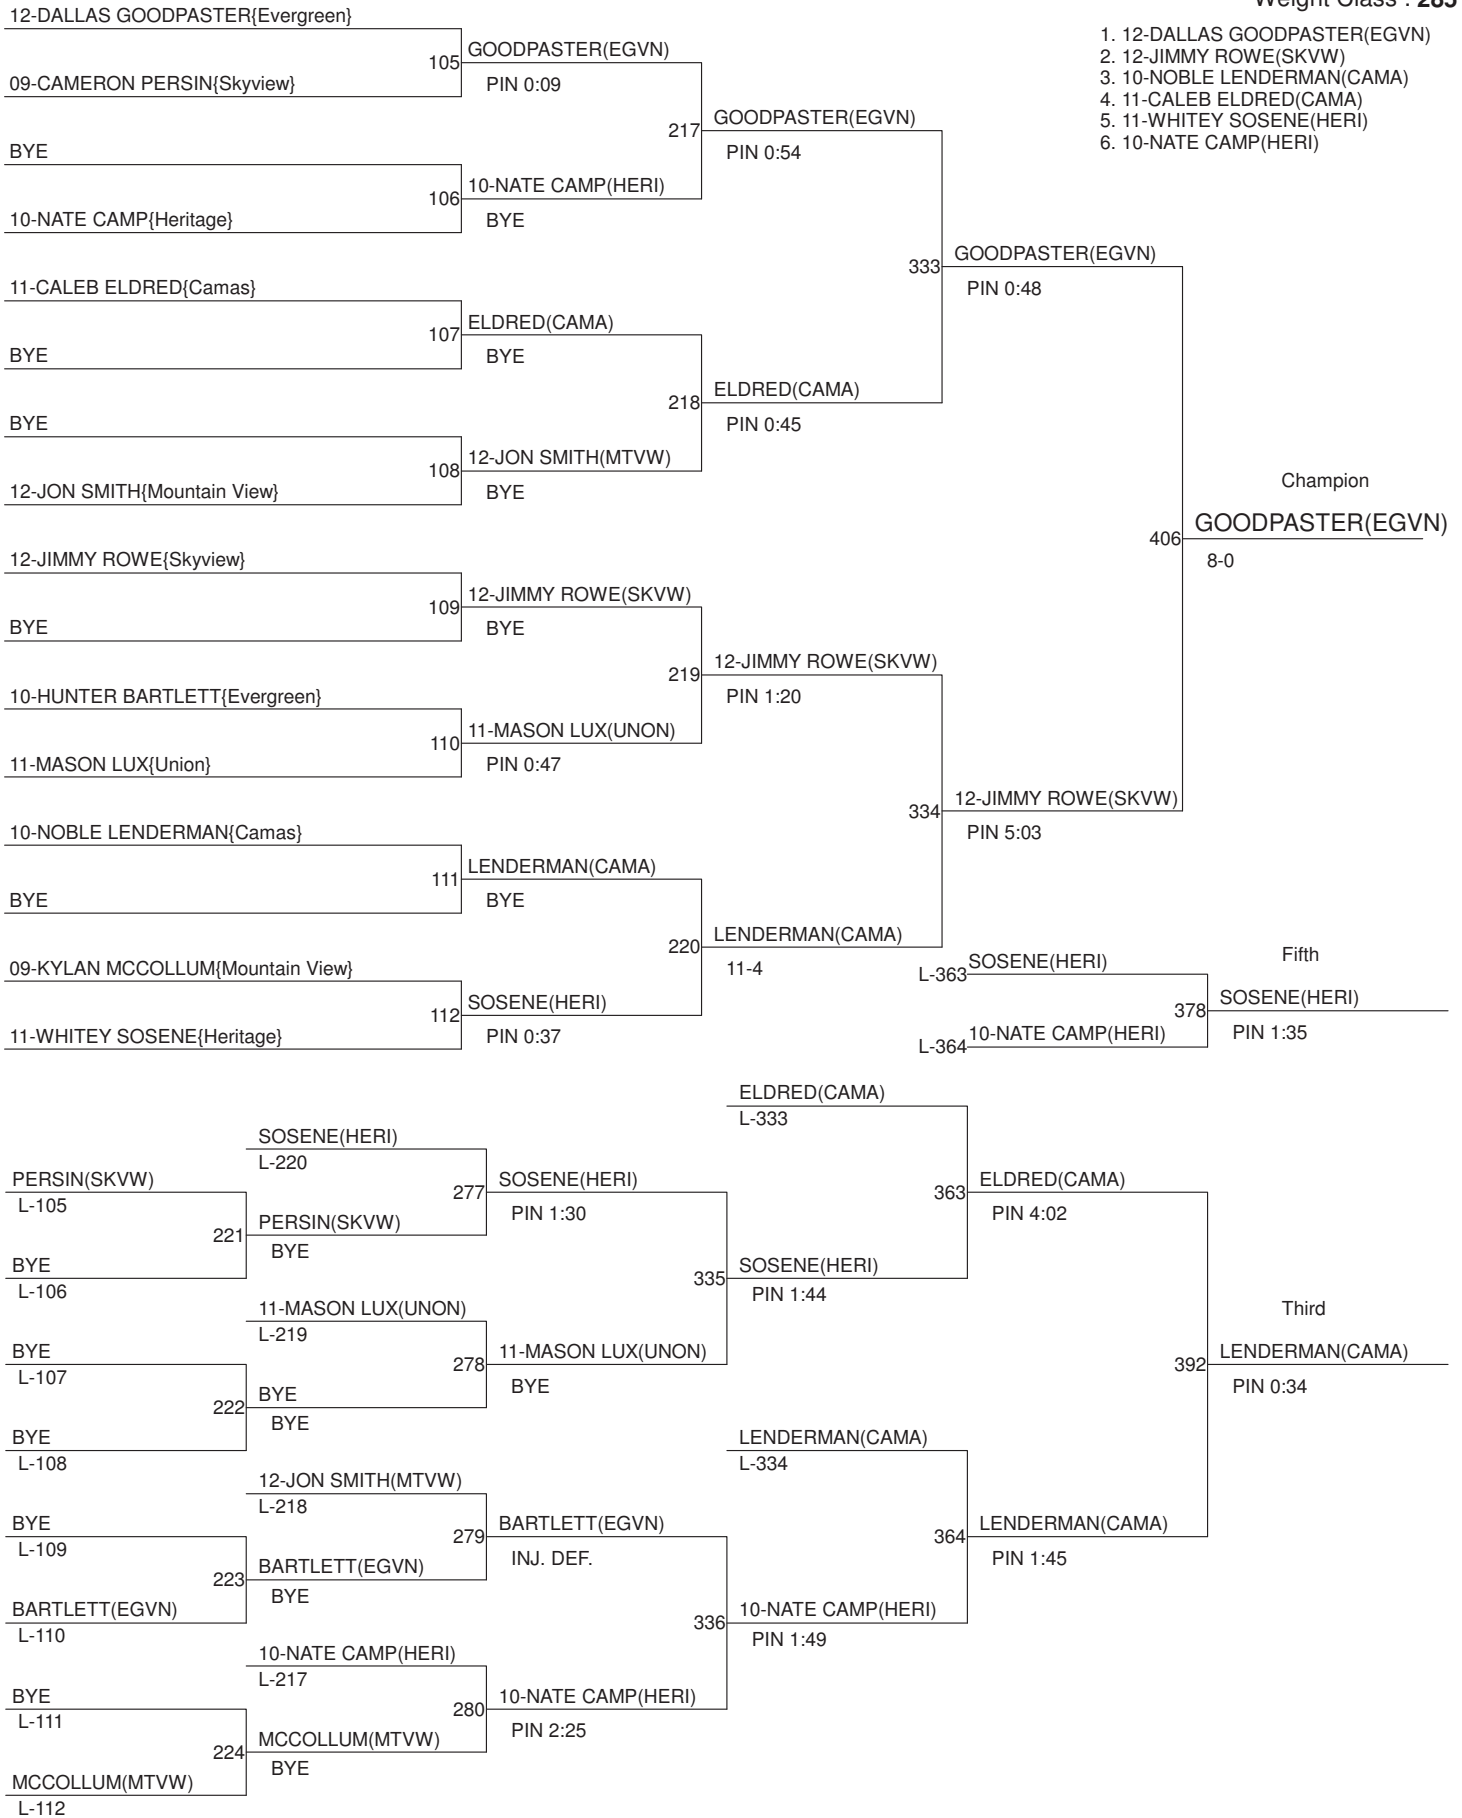 Weight Class : 285
12-DALLAS GOODPASTER{Evergreen}
1. 12-DALLAS GOODPASTER(EGVN)
2. 12-JIMMY ROWE(SKVW)
3. 10-NOBLE LENDERMAN(CAMA)
4. 11-CALEB ELDRED(CAMA)
5. 11-WHITEY SOSENE(HERI)
6. 10-NATE CAMP(HERI)
105
GOODPASTER(EGVN)
PIN 0:09
09-CAMERON PERSIN{Skyview}
217
GOODPASTER(EGVN)
PIN 0:54
BYE
106
10-NATE CAMP(HERI)
BYE
10-NATE CAMP{Heritage}
333
GOODPASTER(EGVN)
PIN 0:48
11-CALEB ELDRED{Camas}
107
ELDRED(CAMA)
BYE
BYE
218
ELDRED(CAMA)
PIN 0:45
BYE
108
12-JON SMITH(MTVW)
BYE
12-JON SMITH{Mountain View}
Champion
406
GOODPASTER(EGVN)
8-0
12-JIMMY ROWE{Skyview}
109
12-JIMMY ROWE(SKVW)
BYE
BYE
219
12-JIMMY ROWE(SKVW)
PIN 1:20
10-HUNTER BARTLETT{Evergreen}
110
11-MASON LUX(UNON)
PIN 0:47
11-MASON LUX{Union}
334
12-JIMMY ROWE(SKVW)
PIN 5:03
10-NOBLE LENDERMAN{Camas}
111
LENDERMAN(CAMA)
BYE
BYE
220
LENDERMAN(CAMA)
11-4
09-KYLAN MCCOLLUM{Mountain View}
112
SOSENE(HERI)
PIN 0:37
11-WHITEY SOSENE{Heritage}
Fifth
L-363
SOSENE(HERI)
378
SOSENE(HERI)
PIN 1:35
L-364
10-NATE CAMP(HERI)
ELDRED(CAMA)
L-333
SOSENE(HERI)
L-220
PERSIN(SKVW)
L-105
277
SOSENE(HERI)
PIN 1:30
363
ELDRED(CAMA)
PIN 4:02
221
PERSIN(SKVW)
BYE
BYE
L-106
335
SOSENE(HERI)
PIN 1:44
11-MASON LUX(UNON)
L-219
Third
BYE
L-107
278
11-MASON LUX(UNON)
BYE
392
LENDERMAN(CAMA)
PIN 0:34
222
BYE
BYE
BYE
L-108
LENDERMAN(CAMA)
L-334
12-JON SMITH(MTVW)
L-218
BYE
L-109
279
BARTLETT(EGVN)
INJ. DEF.
364
LENDERMAN(CAMA)
PIN 1:45
223
BARTLETT(EGVN)
BYE
BARTLETT(EGVN)
L-110
336
10-NATE CAMP(HERI)
PIN 1:49
10-NATE CAMP(HERI)
L-217
BYE
L-111
280
10-NATE CAMP(HERI)
PIN 2:25
224
MCCOLLUM(MTVW)
BYE
MCCOLLUM(MTVW)
L-112